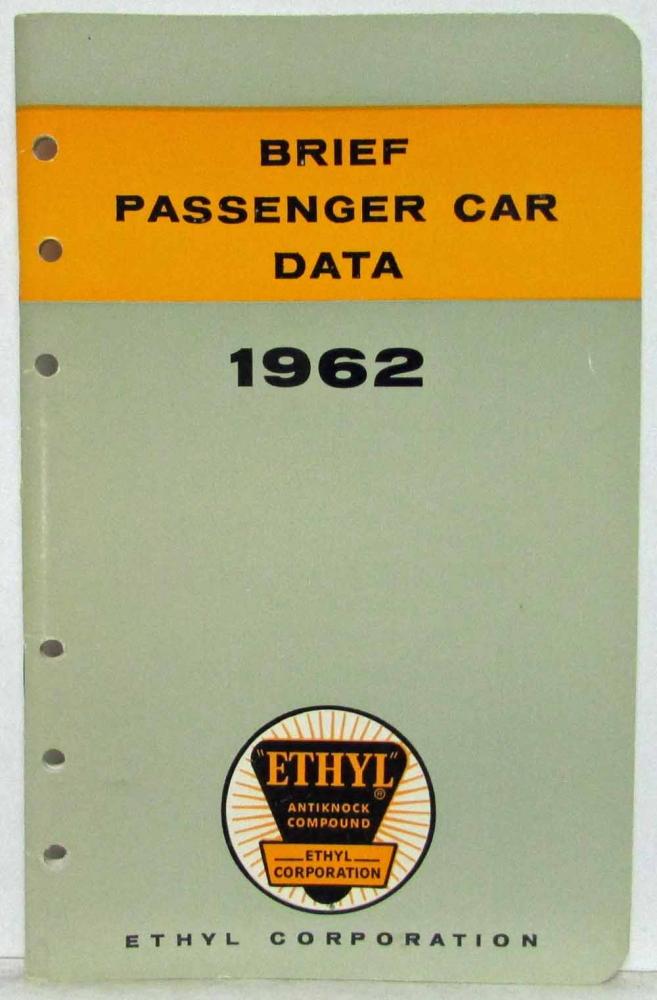 BRIEF
PASSENGER CAR
DATA
1962
"ETHYL"
®
ANTIKNOCK
COMPOUND
ETHYL
CORPORATION
ETHYL CORPORATION